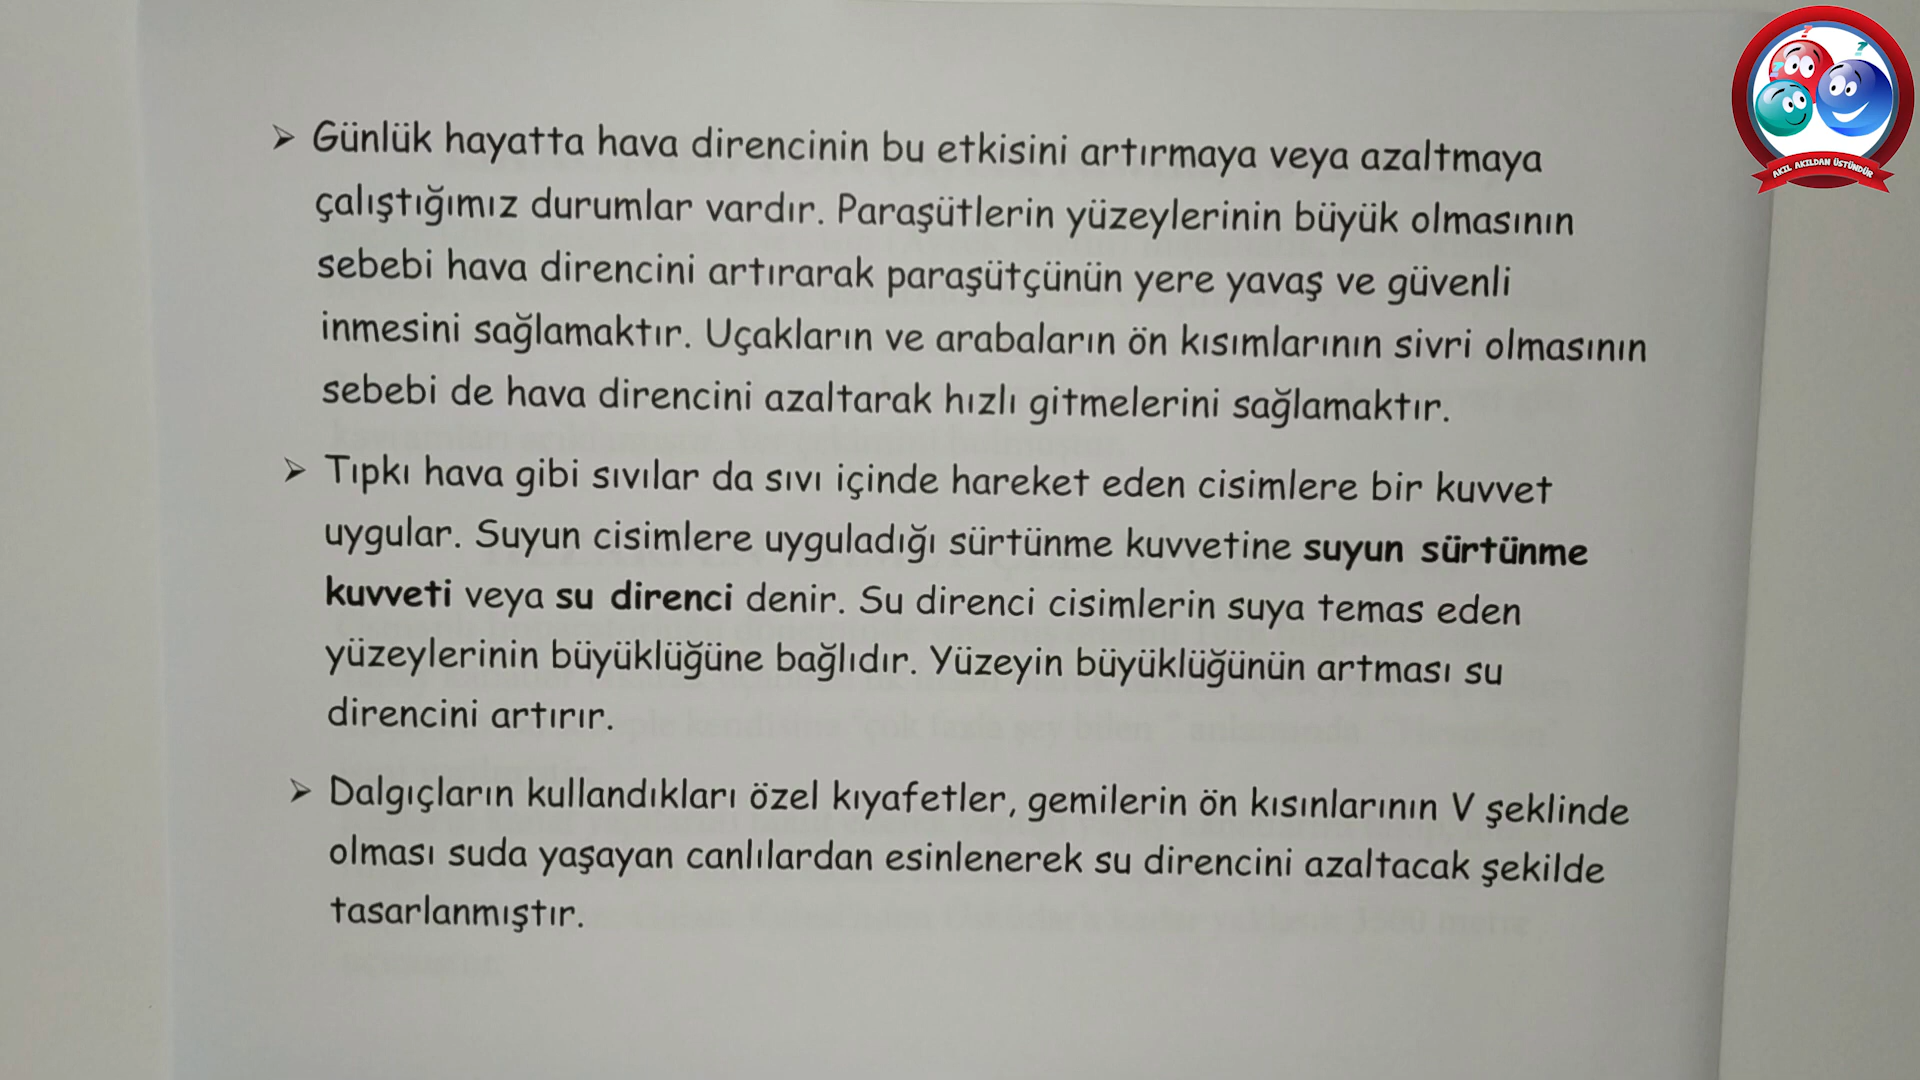 ➢ Günlük hayatta hava direncinin bu etkisini artırmaya veya azaltmaya
çalıştığımız durumlar vardır. Paraşütlerin yüzeylerinin büyük olmasının
sebebi hava direncini artırarak paraşütçünün yere yavaş ve güvenli
inmesini sağlamaktır. Uçakların ve arabaların ön kısımlarının sivri olmasının
sebebi de hava direncini azaltarak hızlı gitmelerini sağlamaktır.
➢ Tıpkı hava gibi sıvılar da sıvı içinde hareket eden cisimlere bir kuvvet
uygular. Suyun cisimlere uyguladığı sürtünme kuvvetine suyun sürtünme
kuvveti veya su direnci denir. Su direnci cisimlerin suya temas eden
yüzeylerinin büyüklüğüne bağlıdır. Yüzeyin büyüklüğünün artması su
direncini artırır.
➢ Dalgıçların kullandıkları özel kıyafetler, gemilerin ön kısınlarının V şeklinde
olması suda yaşayan canlılardan esinlenerek su direncini azaltacak şekilde
tasarlanmıştır.
AKIL AKILDAN ÜSTÜNDÜR